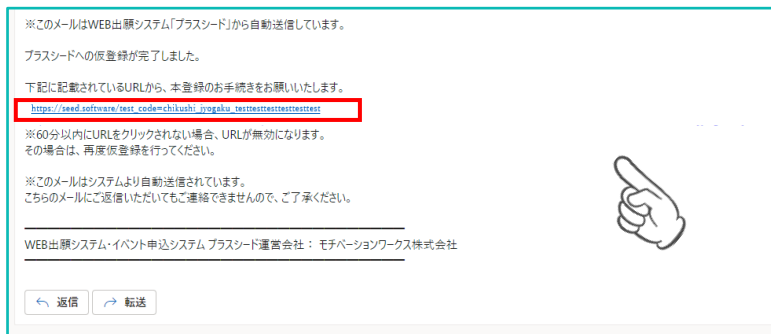 ※このメールはWEB出願システム「プラスシード」から自動送信しています。
プラスシードへの仮登録が完了しました。
下記に記載されているURLから、本登録のお手続きをお願いいたします。
https://seed.software/test_code=chikushi_jyogaku_testtesttesttesttesttest
※60分以内にURLをクリックされない場合、URLが無効になります。
その場合は、再度仮登録を行ってください。
※このメールはシステムより自動送信されています。
こちらのメールにご返信いただいてもご連絡できませんので、ご了承ください。
WEB出願システム・イベント申込システム プラスシード運営会社 : モチベーションワークス株式会社
返信 転送